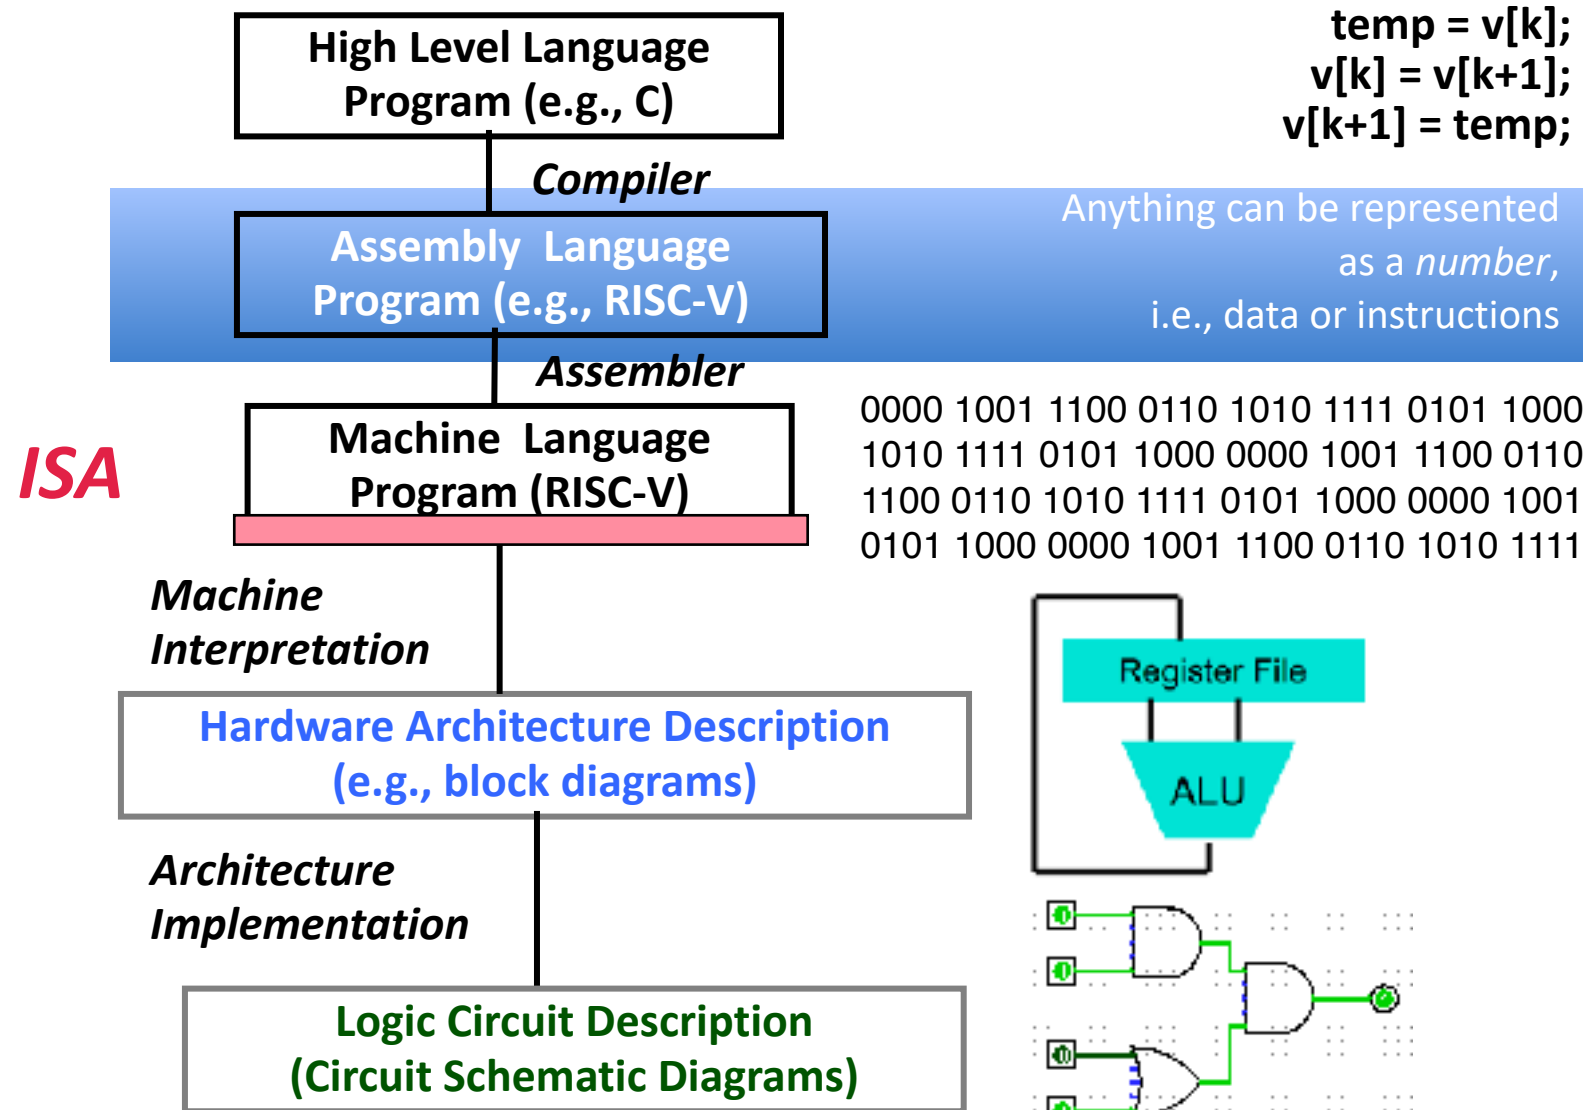 High Level Language
Program (e.g., C)
temp = v[k];
v[k] = v[k+1];
v[k+1] = temp;
Compiler
Assembly Language
Program (e.g., RISC-V)
Anything can be represented
as a number,
i.e., data or instructions
Assembler
ISA
Machine Language
Program (RISC-V)
0000 1001 1100 0110 1010 1111 0101 1000
1010 1111 0101 1000 0000 1001 1100 0110
1100 0110 1010 1111 0101 1000 0000 1001
0101 1000 0000 1001 1100 0110 1010 1111
Machine
Interpretation
Register File
ALU
Hardware Architecture Description
(e.g., block diagrams)
Architecture
Implementation
Logic Circuit Description
(Circuit Schematic Diagrams)